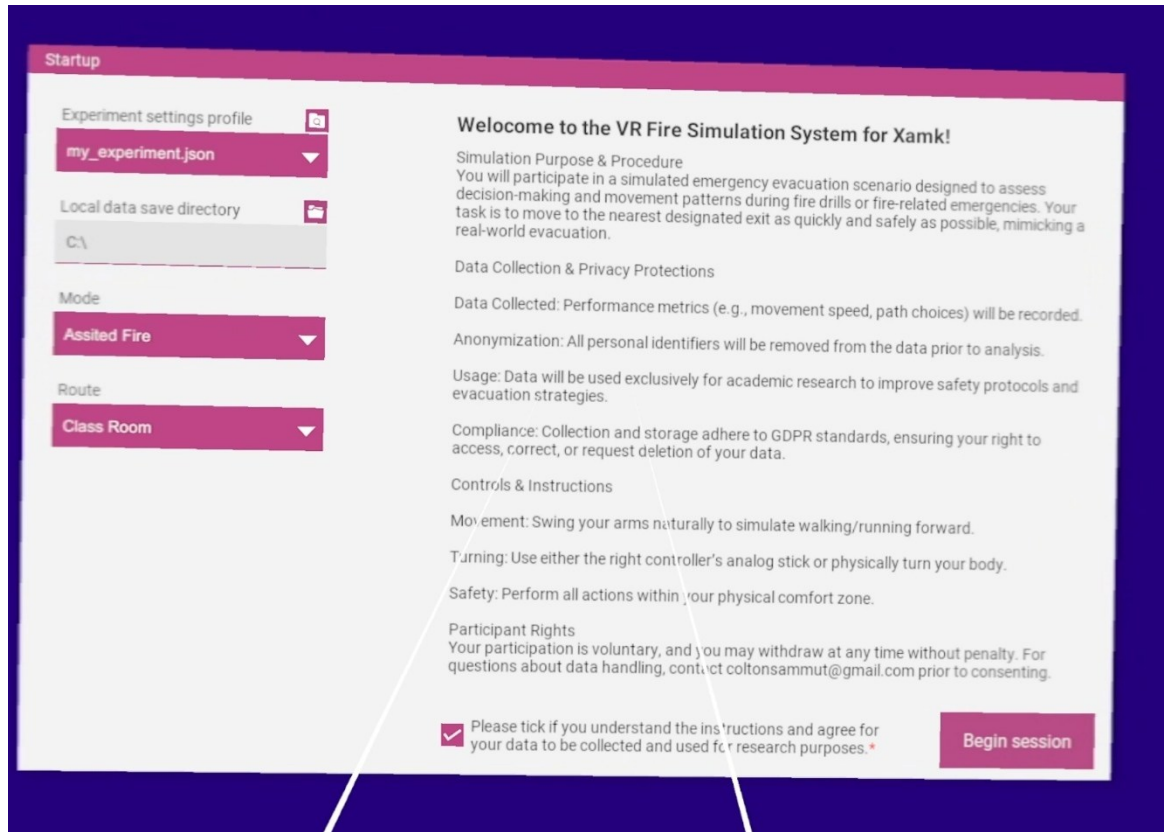 Startup
Experiment settings profile
my_experiment.json
Local data save directory
C:\
Mode
Assited Fire
Route
Class Room
Welocome to the VR Fire Simulation System for Xamk!
Simulation Purpose & Procedure
You will participate in a simulated emergency evacuation scenario designed to assess
decision-making and movement patterns during fire drills or fire-related emergencies. Your
task is to move to the nearest designated exit as quickly and safely as possible, mimicking a
real-world evacuation.
Data Collection & Privacy Protections
Data Collected: Performance metrics (e.g., movement speed, path choices) will be recorded.
Anonymization: All personal identifiers will be removed from the data prior to analysis.
Usage: Data will be used exclusively for academic research to improve safety protocols and
evacuation strategies.
Compliance: Collection and storage adhere to GDPR standards, ensuring your right to
access, correct, or request deletion of your data.
Controls & Instructions
Movement: Swing your arms naturally to simulate walking/running forward.
Turning: Use either the right controller's analog stick or physically turn your body.
Safety: Perform all actions within your physical comfort zone.
Participant Rights
Your participation is voluntary, and you may withdraw at any time without penalty. For
questions about data handling, contact coltonsammut@gmail.com prior to consenting.
Please tick if you understand the instructions and agree for
your data to be collected and used for research purposes.*
Begin session